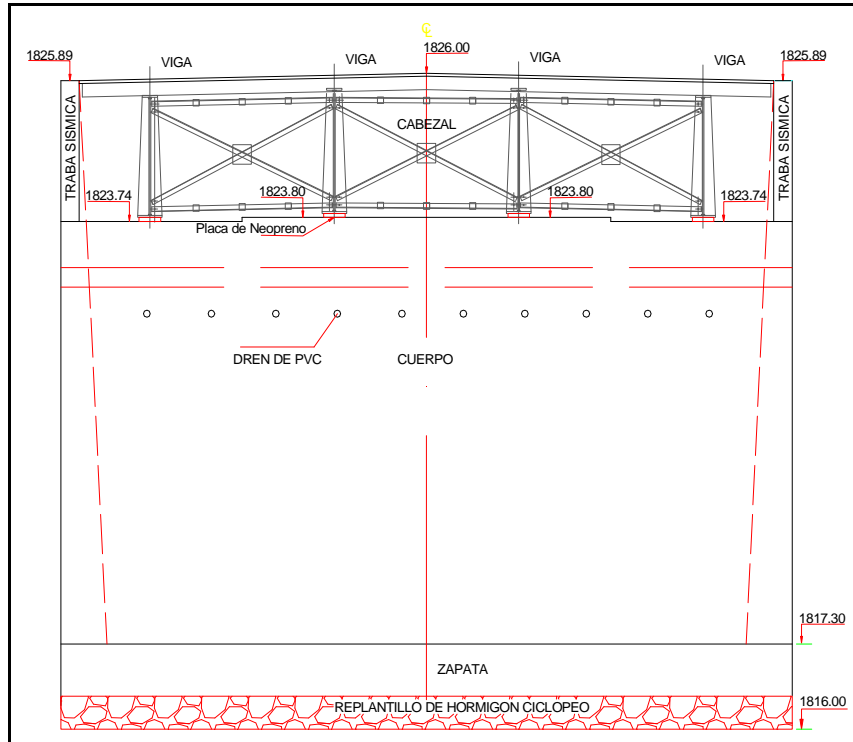 ℄
1826.00
1825.89
1825.89
VIGA
VIGA
VIGA
VIGA
TRABA SISMICA
CABEZAL
TRABA SISMICA
1823.74
1823.80
1823.80
1823.74
Placa de Neopreno
DREN DE PVC
CUERPO
1817.30
ZAPATA
REPLANTILLO DE HORMIGON CICLOPEO
1816.00